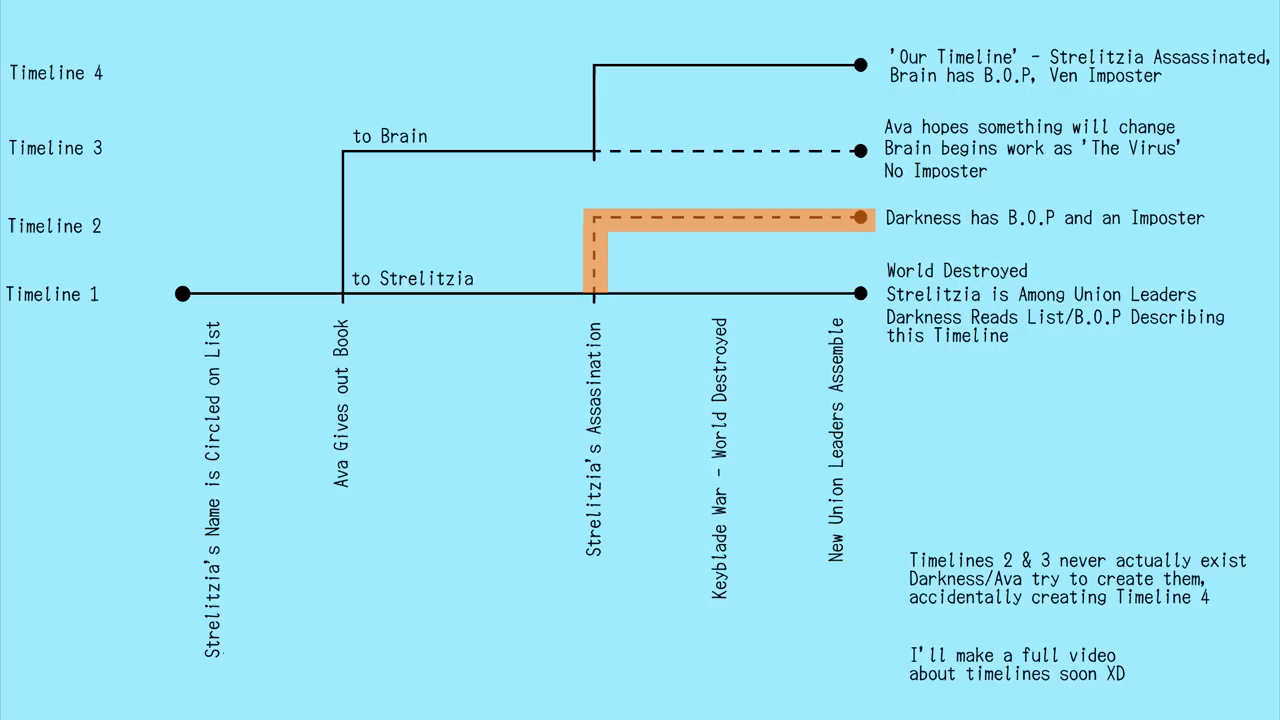 Timeline 4
'Our Timeline' - Strelitzia Assassinated,
Brain has B.O.P, Ven Imposter
Timeline 3
to Brain
Ava hopes something will change
Brain begins work as 'The Virus'
No Imposter
Timeline 2
Darkness has B.O.P and an Imposter
Timeline 1
to Strelitzia
World Destroyed
Strelitzia is Among Union Leaders
Darkness Reads List/B.O.P Describing
this Timeline
Strelitzia's Name is Circled on List
Ava Gives out Book
Strelitzia's Assasination
Keyblade War - World Destroyed
New Union Leaders Assemble
Timelines 2 & 3 never actually exist
Darkness/Ava try to create them,
accidentally creating Timeline 4
I'll make a full video
about timelines soon XD